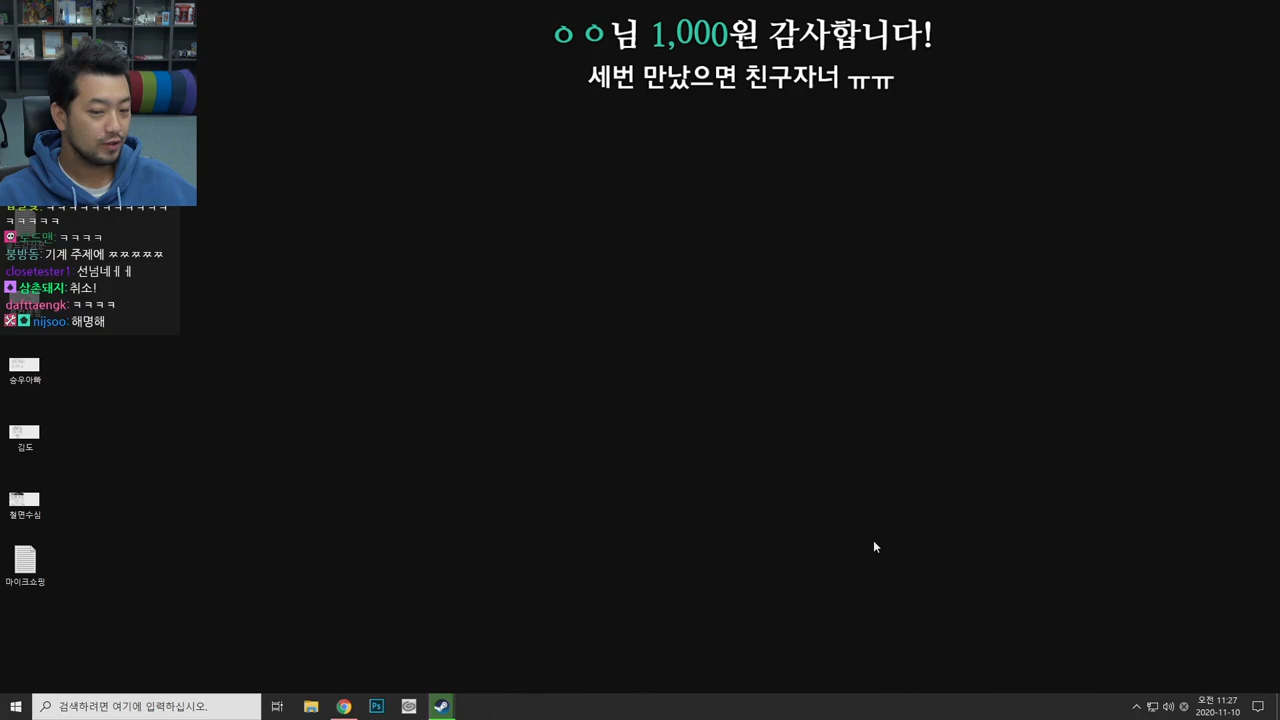 ㅇㅇ님 1,000원 감사합니다!
세번 만났으면 친구자너 ㅠㅠ
ㅋㅋㅋㅋㅋ
ㅋㅋㅋㅋ
붕방동: 기계 주제에 ㅉㅉㅉㅉㅉ
closetester1: 선넘네ㅔㅔ
삼촌돼지: 취소!
dafttaengk: ㅋㅋㅋㅋ
nijsoo: 해명해
승우아빠
김도
철면수심
마이크쇼핑
검색하려면 여기에 입력하십시오.
Ps
오전 11:27
2020-11-10